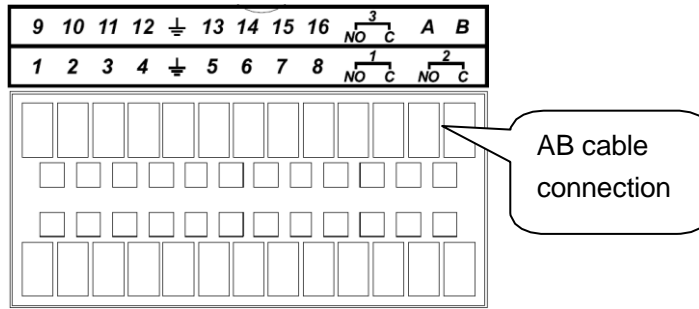 9 10 11 12 ⏚ 13 14 15 16 NO 3 C A B
1 2 3 4 ⏚ 5 6 7 8 NO 1 C NO 2 C
AB cable
connection